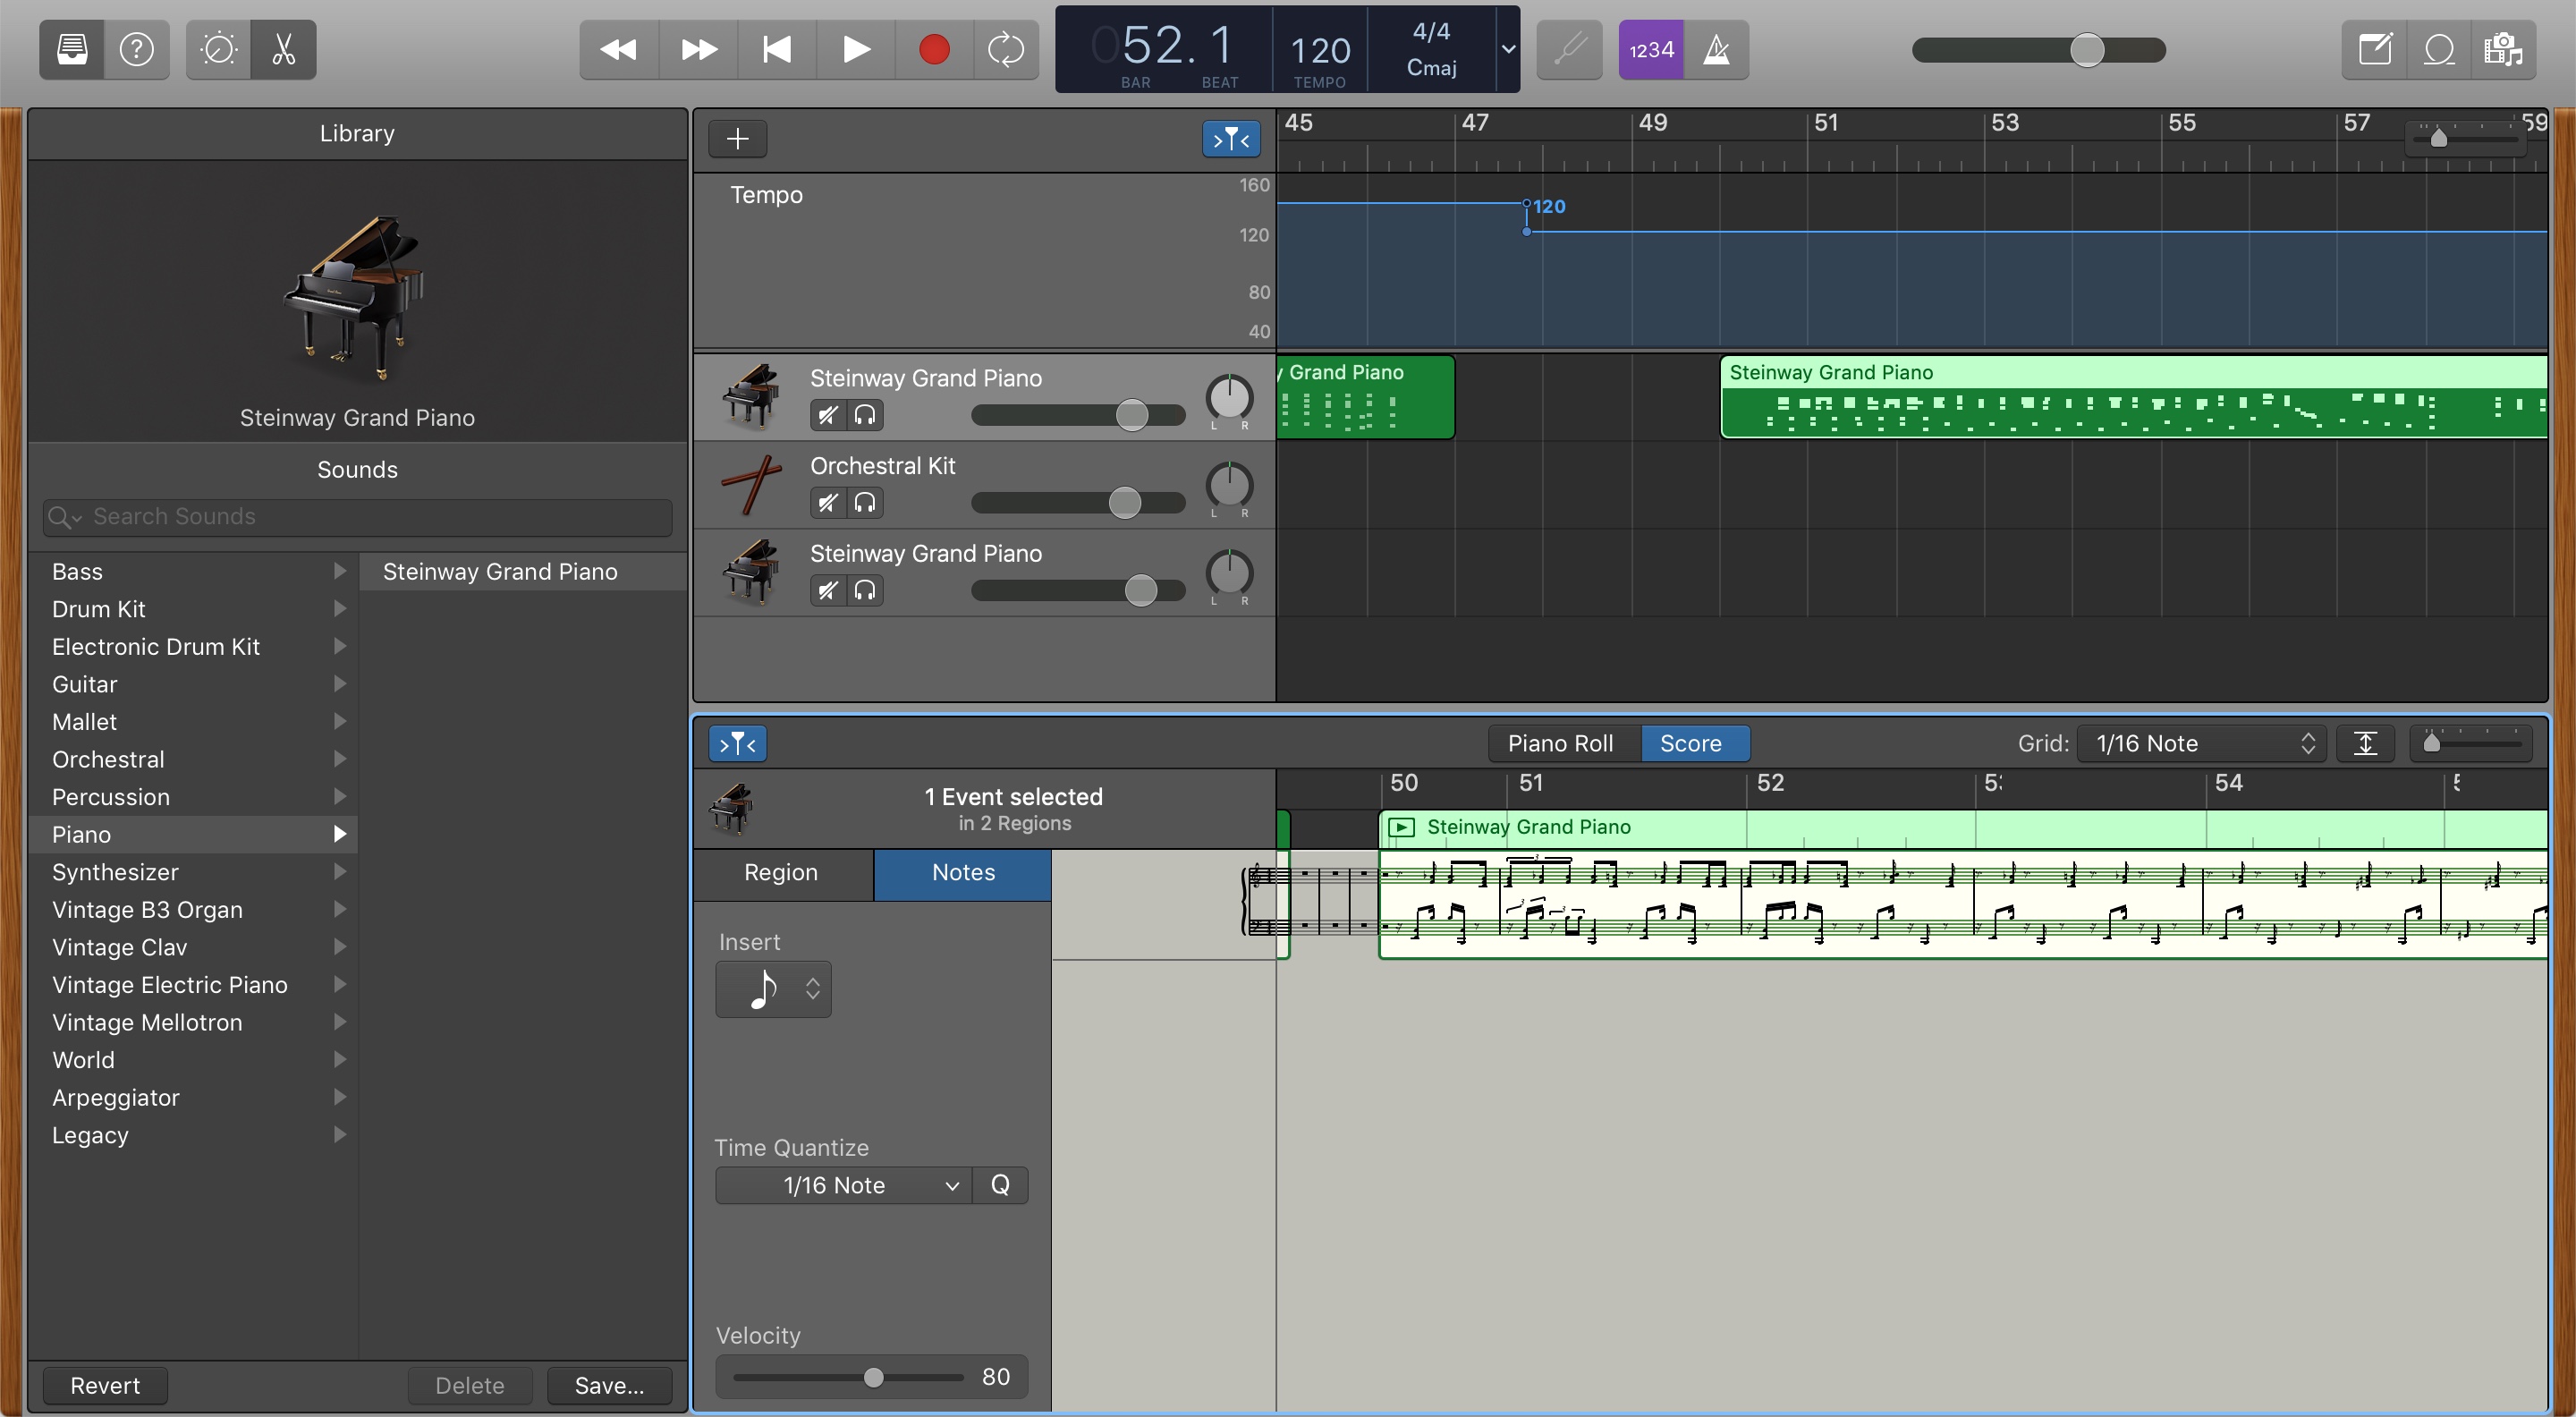 052. 1
BAR
BEAT
120
TEMPO
4/4
Cmaj
1234
Library
Steinway Grand Piano
Sounds
Search Sounds
Bass
Drum Kit
Electronic Drum Kit
Guitar
Mallet
Orchestral
Percussion
Piano
Synthesizer
Vintage B3 Organ
Vintage Clav
Vintage Electric Piano
Vintage Mellotron
World
Arpeggiator
Legacy
Steinway Grand Piano
Revert
Delete
Save...
45 47 49 51 53 55 57 59
Tempo
160
120
80
40
120
Steinway Grand Piano
L R
y Grand Piano
Steinway Grand Piano
Orchestral Kit
L R
Steinway Grand Piano
L R
Piano Roll
Score
Grid:
1/16 Note
1 Event selected
in 2 Regions
50 51 52 53 54
Steinway Grand Piano
Region
Notes
Insert
Time Quantize
1/16 Note
Q
Velocity
80